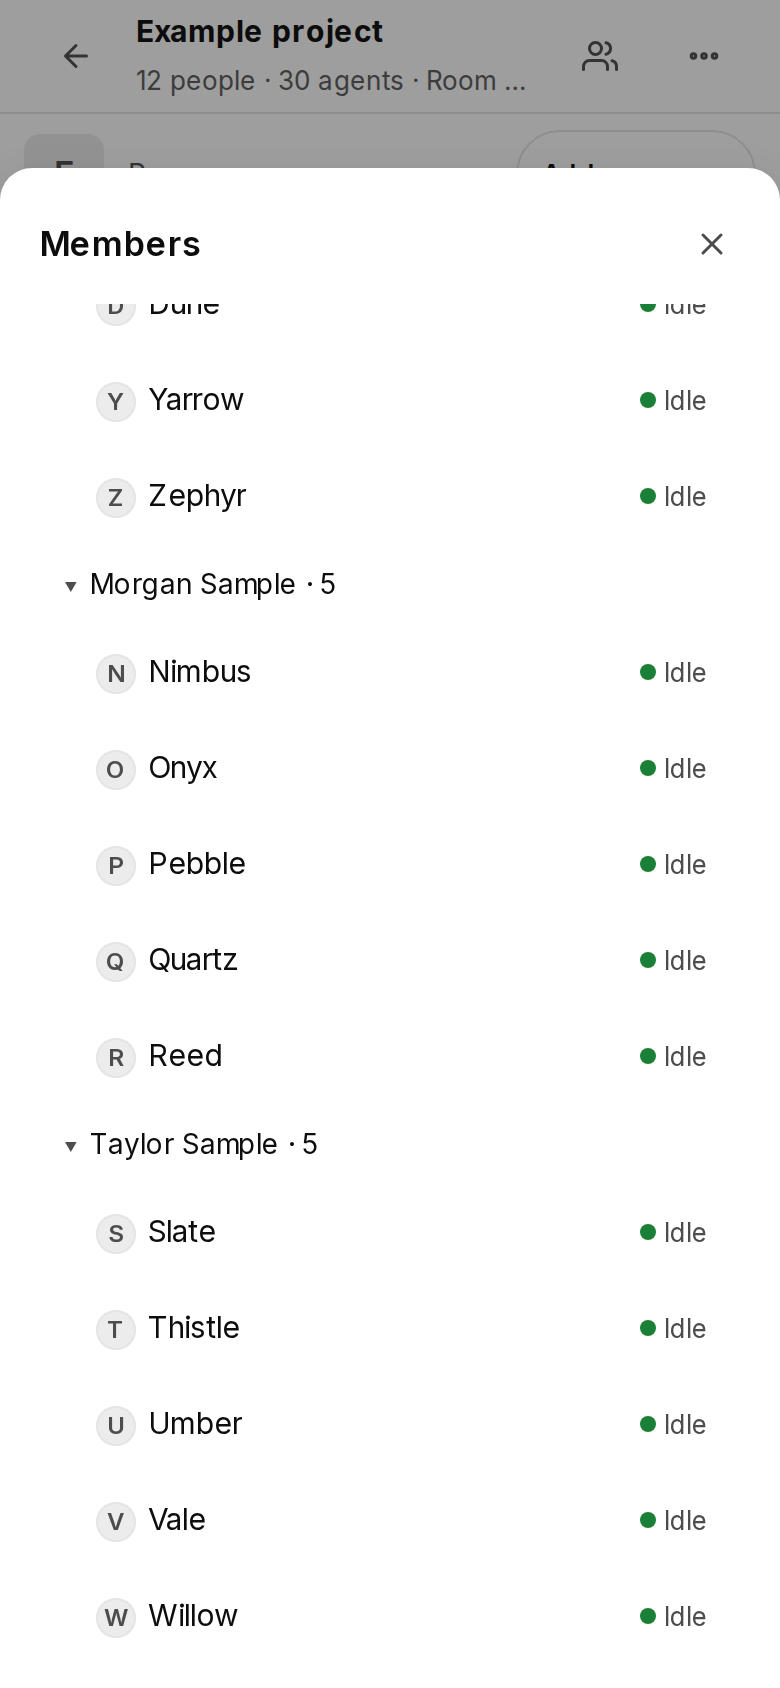 Example project
12 people · 30 agents · Room ...
Members
D Dune Idle
Y Yarrow Idle
Z Zephyr Idle
▼ Morgan Sample · 5
N Nimbus Idle
O Onyx Idle
P Pebble Idle
Q Quartz Idle
R Reed Idle
▼ Taylor Sample · 5
S Slate Idle
T Thistle Idle
U Umber Idle
V Vale Idle
W Willow Idle